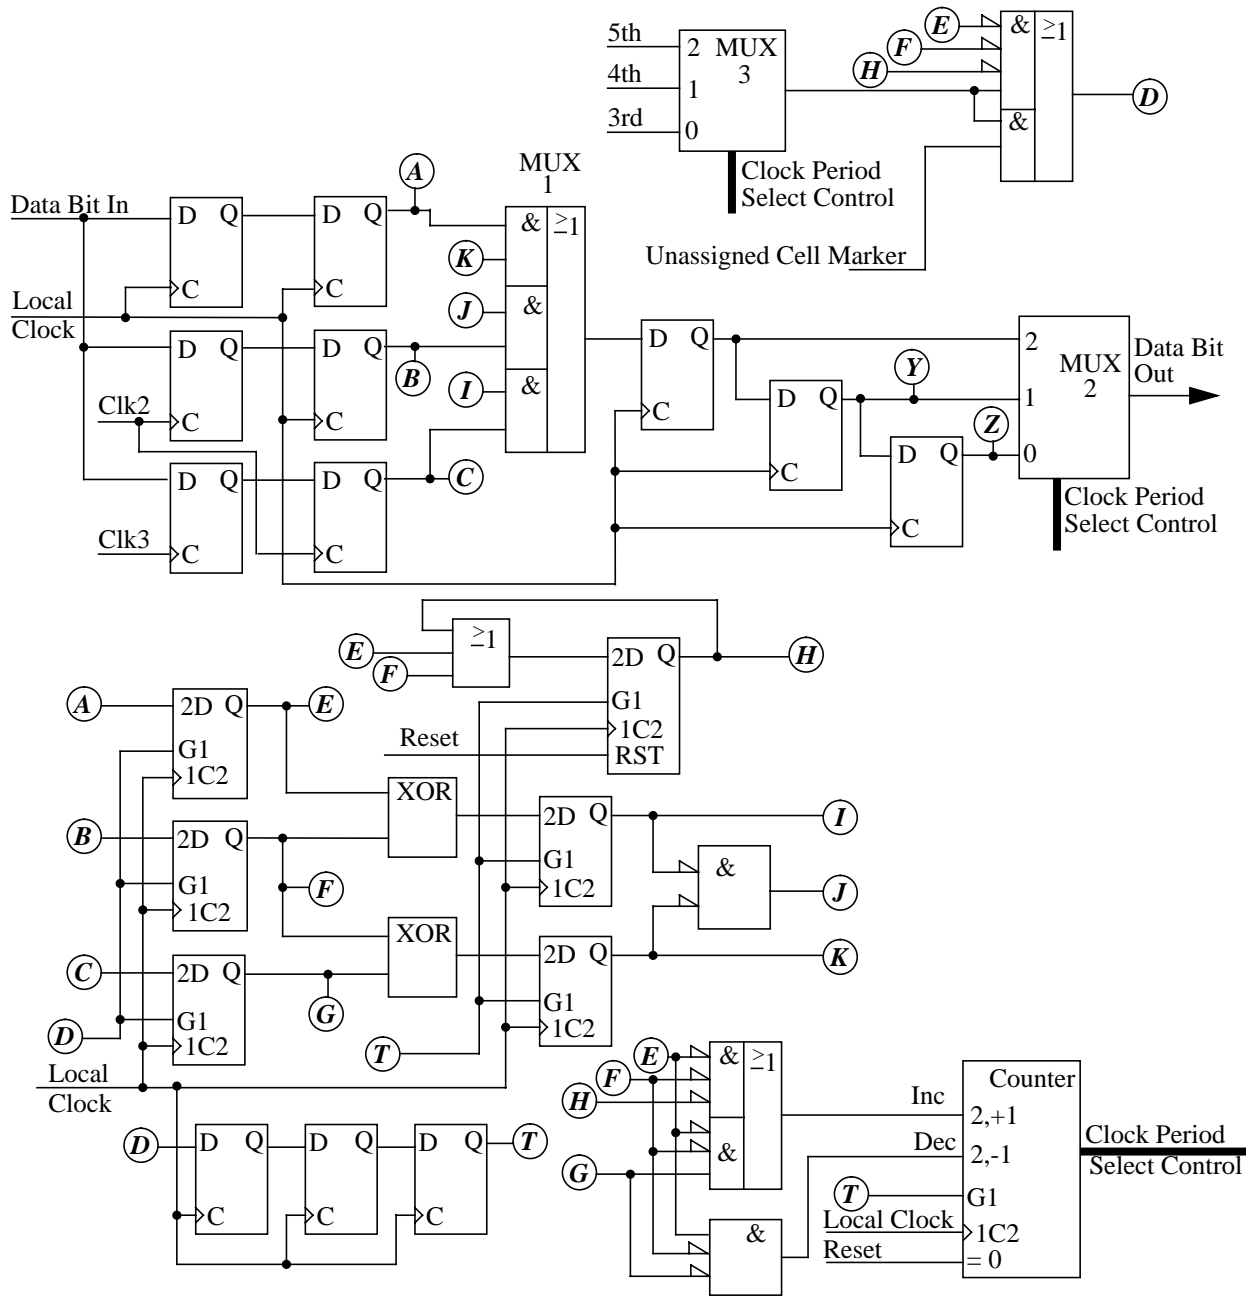 5th
4th
3rd
2 MUX
3
1
0
E
F
H
&
≥1
&
D
Clock Period
Select Control
Unassigned Cell Marker
MUX
1
A
Data Bit In
D Q
C
D Q
C
K
J
I
&
≥1
&
&
Local
Clock
D Q
C
D Q
C
B
Clk2
D Q
C
D Q
C
C
Clk3
D Q
C
D Q
C
Y
D Q
C
Z
2
MUX
2
1
0
Data Bit
Out
Clock Period
Select Control
E
F
≥1
2D Q
G1
1C2
RST
H
Reset
A
2D Q
G1
1C2
E
XOR
B
2D Q
G1
1C2
F
XOR
C
2D Q
G1
1C2
G
D
Local
Clock
2D Q
G1
1C2
I
&
J
2D Q
G1
1C2
K
T
D
D Q
C
D Q
C
D Q
C
T
E
F
H
G
&
≥1
&
&
Inc
Dec
T
Local Clock
Reset
Counter
2,+1
2,-1
G1
1C2
= 0
Clock Period
Select Control